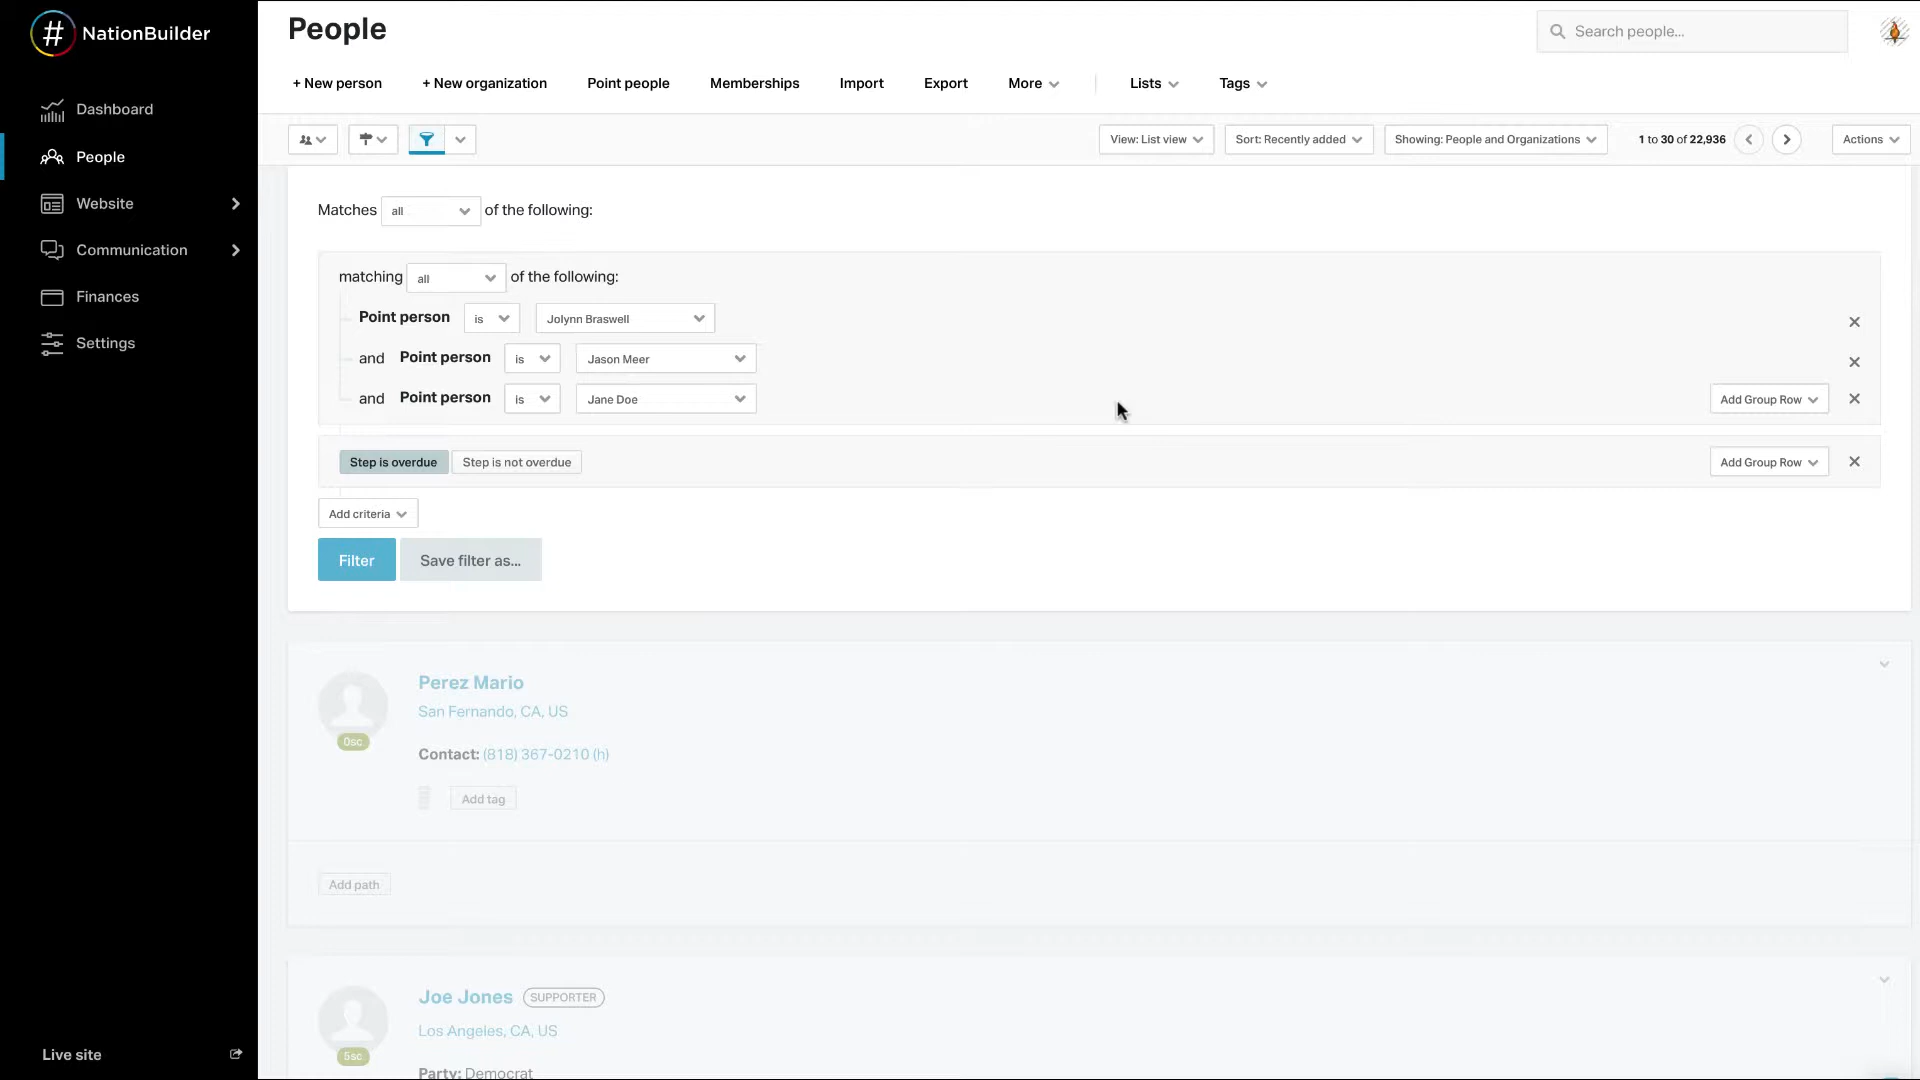 NationBuilder
People
Search people...
+ New person
+ New organization
Point people
Memberships
Import
Export
More
Lists
Tags
Dashboard
People
Website
Communication
Finances
Settings
Live site
View: List view
Sort: Recently added
Showing: People and Organizations
1 to 30 of 22,936
Actions
Matches all of the following:
matching all of the following:
Point person is Jolynn Braswell
and Point person is Jason Meer
and Point person is Jane Doe
Add Group Row
Step is overdue Step is not overdue
Add Group Row
Add criteria
Filter Save filter as...
Perez Mario
San Fernando, CA, US
0sc
Contact: (818) 367-0210 (h)
Add tag
Add path
Joe Jones SUPPORTER
Los Angeles, CA, US
5sc
Party: Democrat